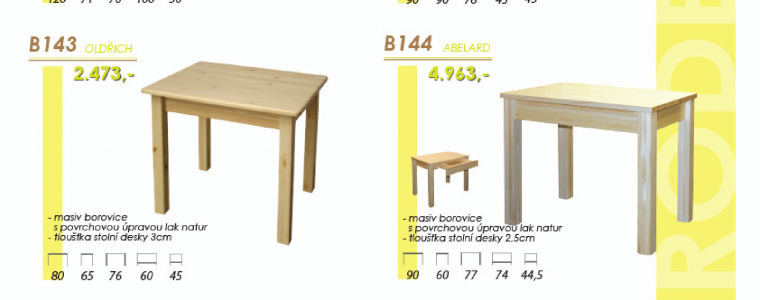 B143 OLDŘICH
2.473,-
- masiv borovice
s povrchovou úpravou lak natur
- tloušťka stolní desky 3cm
80 65 76 60 45
B144 ABELARD
4.963,-
- masiv borovice
s povrchovou úpravou lak natur
- tloušťka stolní desky 2,5cm
90 60 77 74 44,5